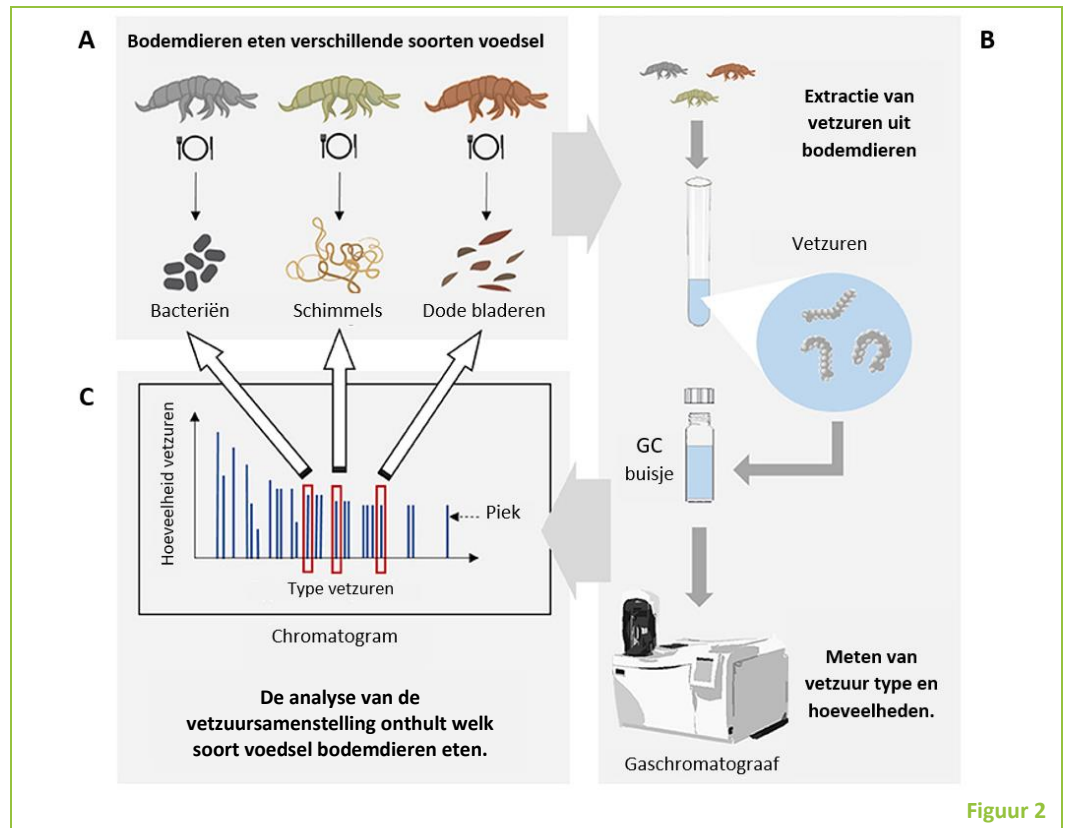 A
Bodemdieren eten verschillende soorten voedsel
Bacteriën
Schimmels
Dode bladeren
B
Extractie van
vetzuren uit
bodemdieren
Vetzuren
GC
buisje
Meten van
vetzuur type en
hoeveelheden.
Gaschromatograaf
C
Hoeveelheid vetzuren
Piek
Type vetzuren
Chromatogram
De analyse van de
vetzuursamenstelling onthult welk
soort voedsel bodemdieren eten.
Figuur 2